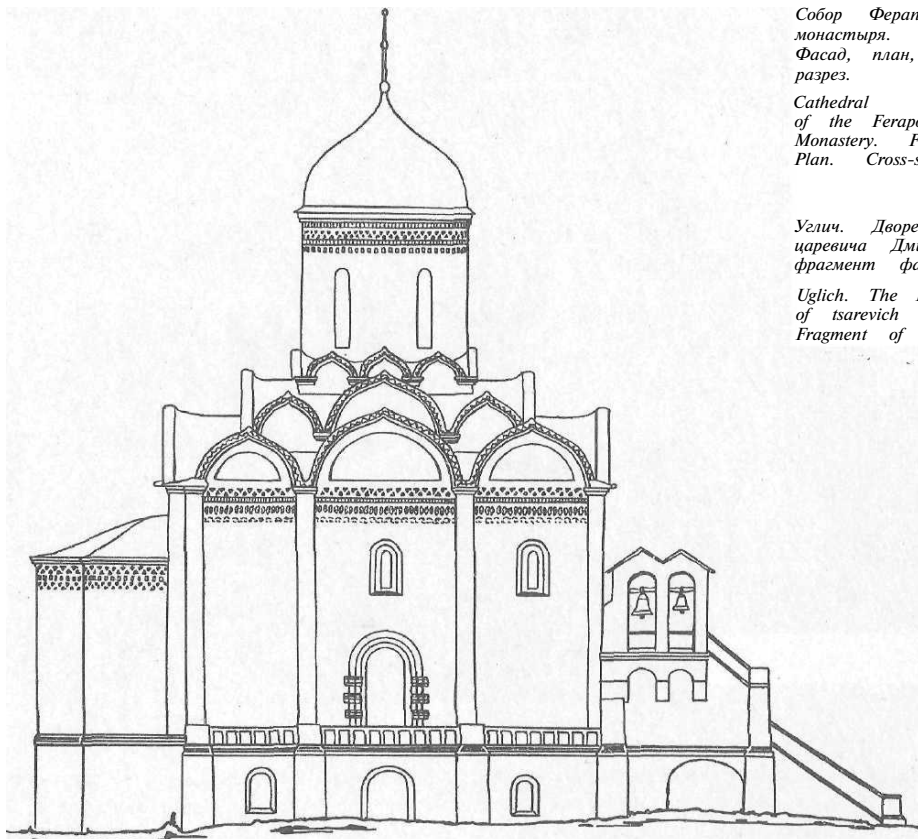 Собор
монастыря.
Фасад, план,
разрез.
Cathedral
of the
Monastery.
Plan.
Углич.
царевича
фрагмент
Uglich. The
of tsarevich
Fragment of